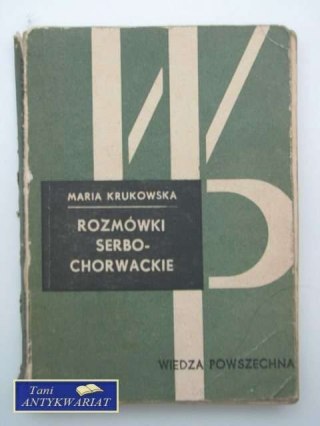 MARIA KRUKOWSKA
ROZMÓWKI
SERBO-
CHORWACKIE
WIEDZA POWSZECHNA
Tani
ANTYKWARIAT